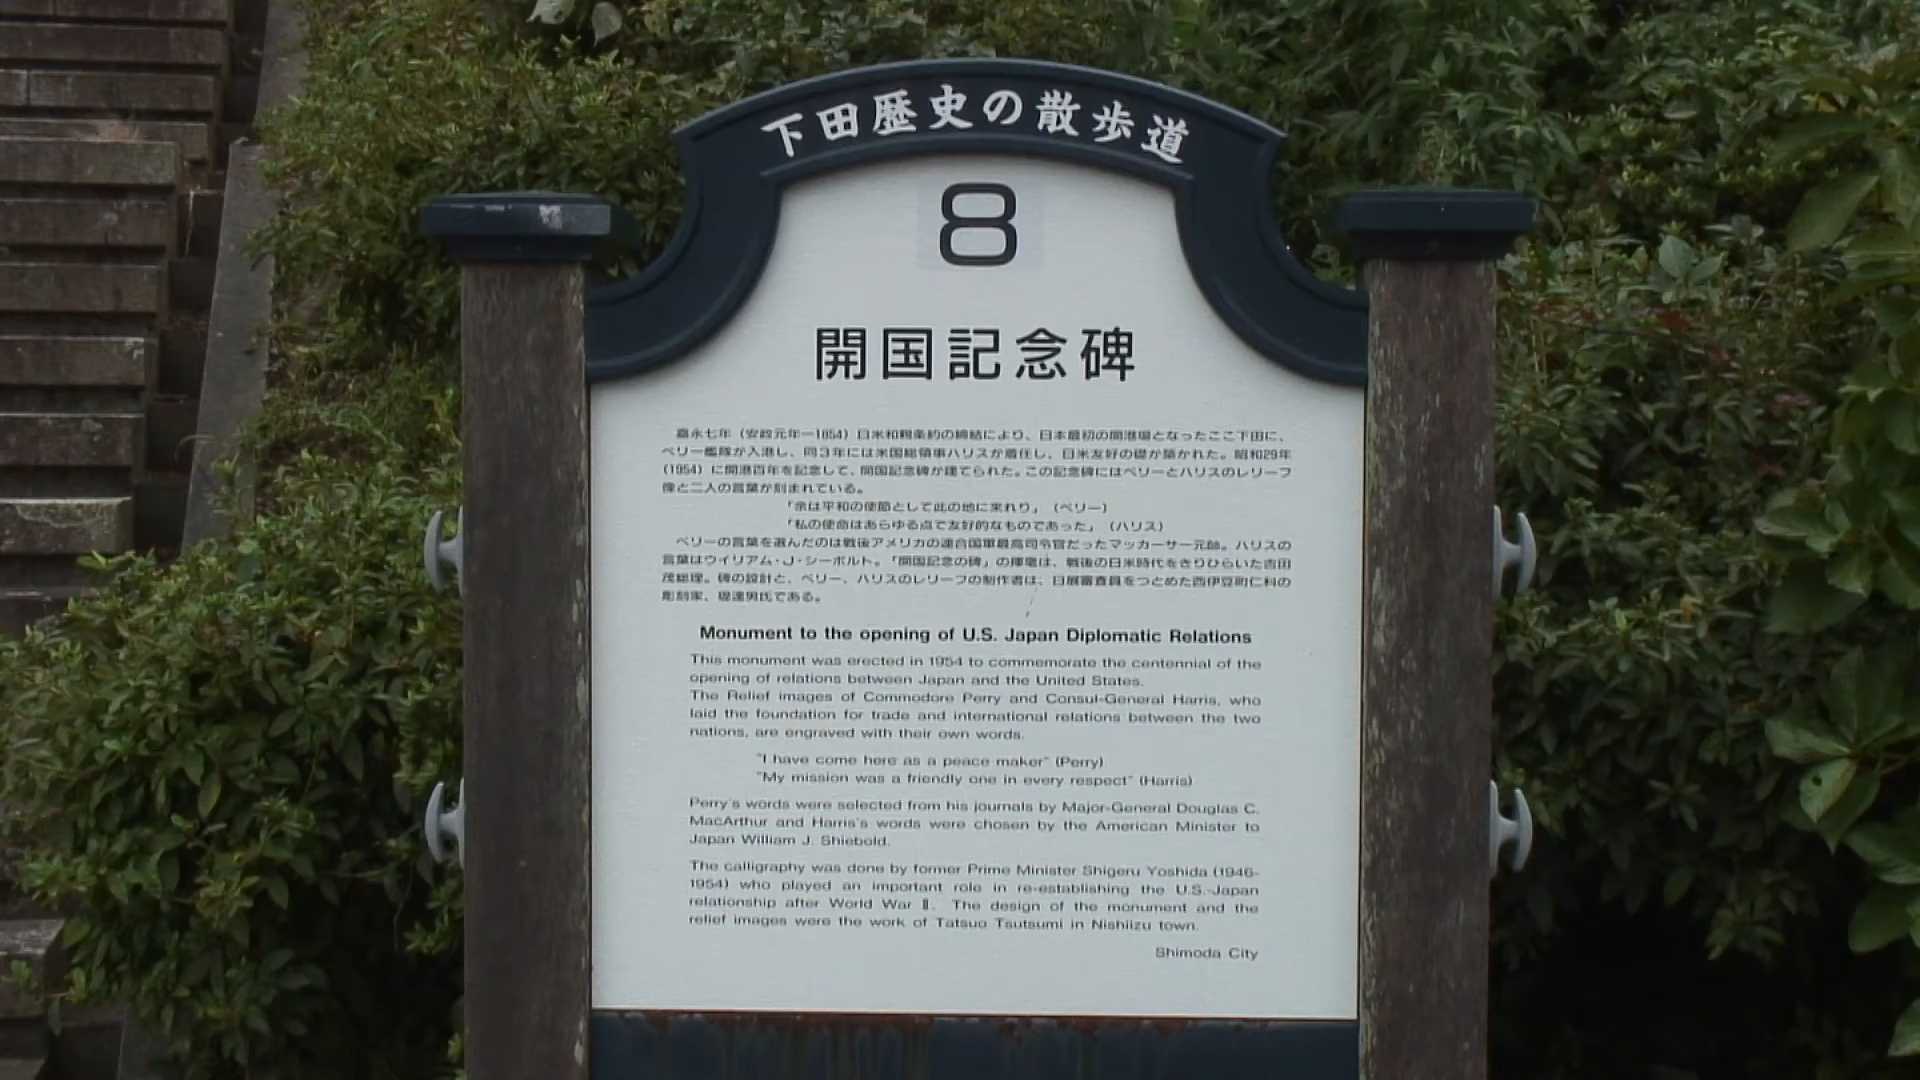 下田歴史の散歩道
8
開国記念碑
嘉永七年（安政元年ー1854）日米和親条約の締結により、日本最初の開港場となったここ下田に、
ペリー艦隊が入港し、同3年には米国総領事ハリスが着任し、日米友好の礎が築かれた。昭和29年
(1954）に開港百年を記念して、開国記念碑が建てられた。この記念碑にはペリーとハリスのレリーフ
像と二人の言葉が刻まれている。
「余は平和の使節として此の地に来れり」（ペリー）
「私の使命はあらゆる点で友好的なものであった」（ハリス）
ペリーの言葉を選んだのは戦後アメリカの連合国軍最高司令官だったマッカーサー元帥。ハリスの
言葉はウイリアム・J・シーボルト。「開国記念の碑」の揮毫は、戦後の日米時代をきりひらいた吉田
茂総理。碑の設計と、ペリー、ハリスのレリーフの制作者は、日展審査員をつとめた西伊豆町仁科の
彫刻家、堤達男氏である。
Monument to the opening of U.S. Japan Diplomatic Relations
This monument was erected in 1954 to commemorate the centennial of the
opening of relations between Japan and the United States.
The Relief images of Commodore Perry and Consul-General Harris, who
laid the foundation for trade and international relations between the two
nations, are engraved with their own words.
"I have come here as a peace maker" (Perry)
"My mission was a friendly one in every respect" (Harris)
Perry's words were selected from his journals by Major-General Douglas C.
MacArthur and Harris's words were chosen by the American Minister to
Japan William J. Shiebold.
The calligraphy was done by former Prime Minister Shigeru Yoshida (1946-
1954) who played an important role in re-establishing the U.S.-Japan
relationship after World War Ⅱ. The design of the monument and the
relief images were the work of Tatsuo Tsutsumi in Nishiizu town.
Shimoda City